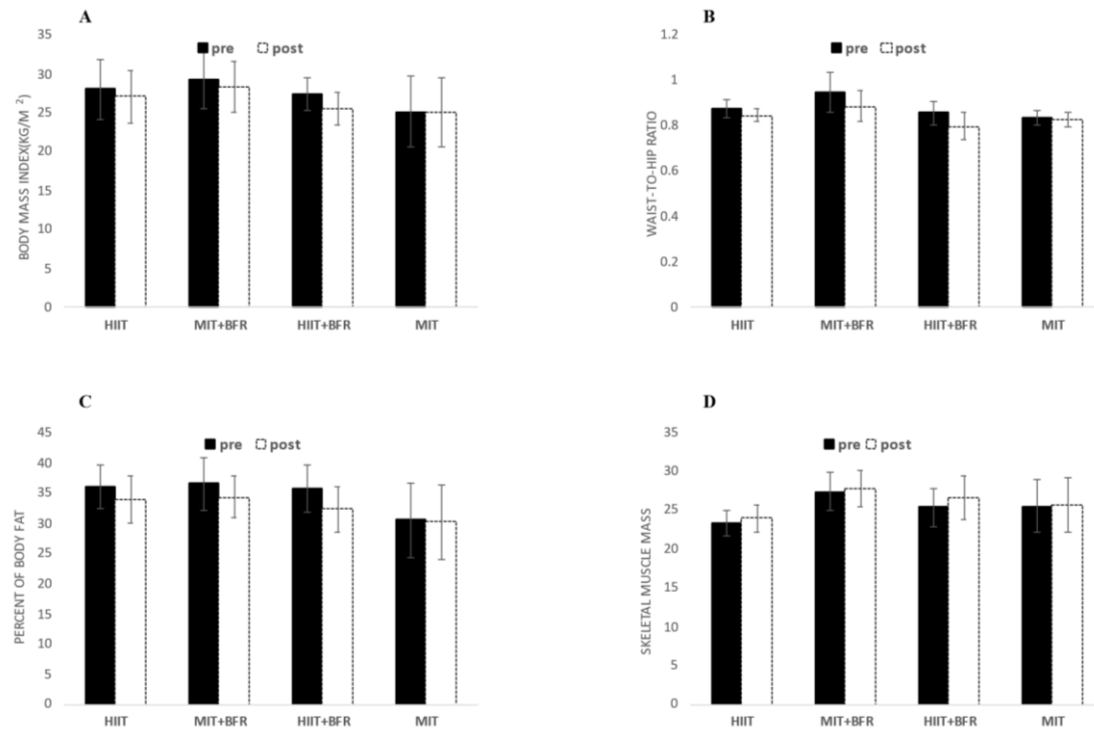 A
35
30
25
20
15
10
5
0
BODY MASS INDEX(KG/M 2)
pre post
HIIT MIT+BFR HIIT+BFR MIT
B
1.2
1
0.8
0.6
0.4
0.2
0
WAIST-TO-HIP RATIO
pre post
HIIT MIT+BFR HIIT+BFR MIT
C
45
40
35
30
25
20
15
10
5
0
PERCENT OF BODY FAT
pre post
HIIT MIT+BFR HIIT+BFR MIT
D
35
30
25
20
15
10
5
0
SKELETAL MUSCLE MASS
pre post
HIIT MIT+BFR HIIT+BFR MIT